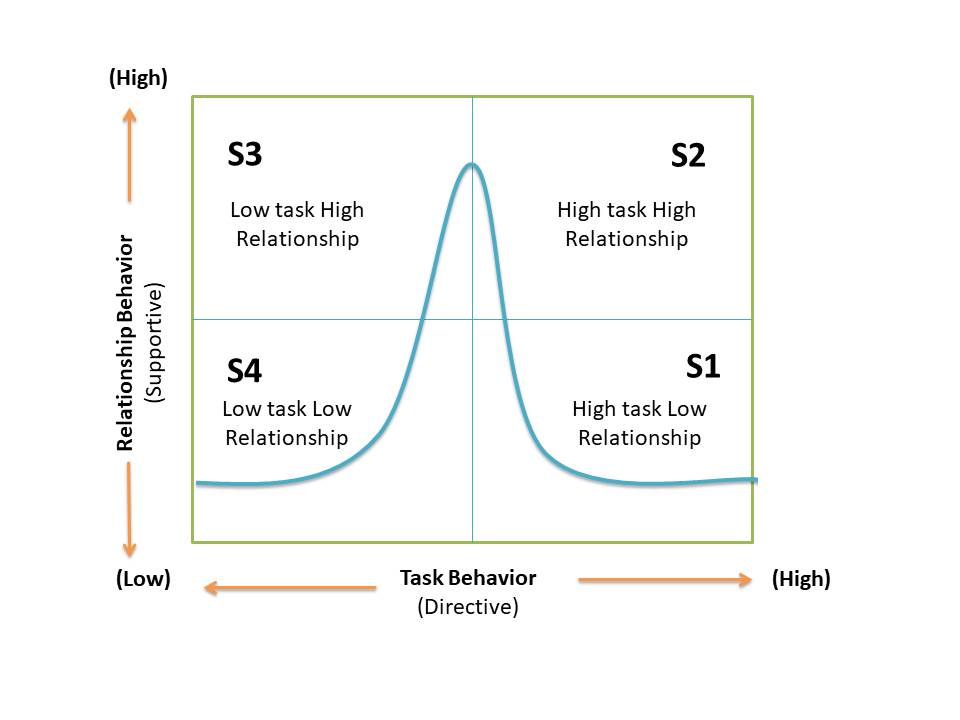 (High)
S3
Low task High
Relationship
S2
High task High
Relationship
Relationship Behavior
(Supportive)
S4
Low task Low
Relationship
S1
High task Low
Relationship
(Low)
Task Behavior
(Directive)
(High)